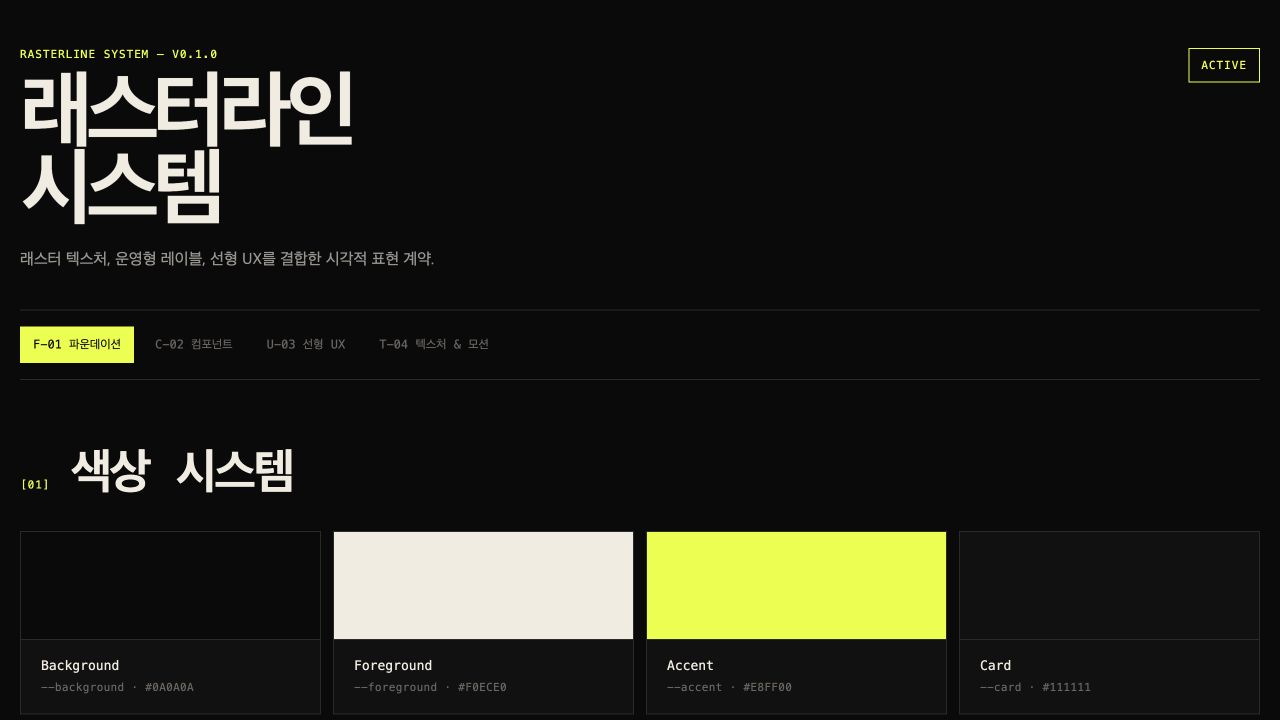 RASTERLINE SYSTEM — V0.1.0
ACTIVE
래스터라인
시스템
래스터 텍스처, 운영형 레이블, 선형 UX를 결합한 시각적 표현 계약.
F—01 파운데이션
C—02 컴포넌트
U—03 선형 UX
T—04 텍스처 & 모션
[01]
색상 시스템
Background
--background · #0A0A0A
Foreground
--foreground · #F0ECE0
Accent
--accent · #E8FF00
Card
--card · #111111